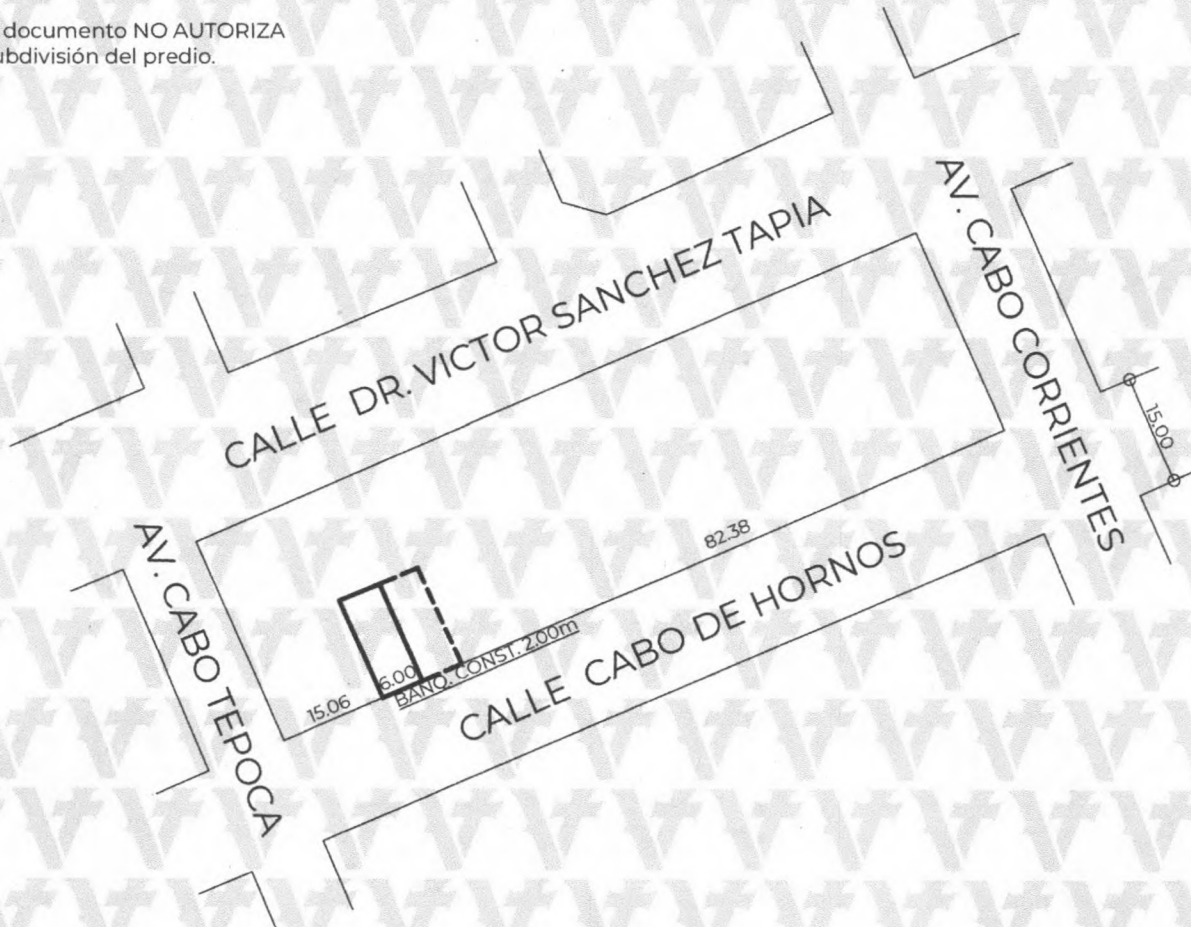 documento NO AUTORIZA
ubdivisión del predio.
CALLE DR. VICTOR SANCHEZ TAPIA
AV. CABO CORRIENTES
15.00
AV. CABO TEPOCA
82.38
6.00
15.06
BANQ. CONST. 2.00m
CALLE CABO DE HORNOS